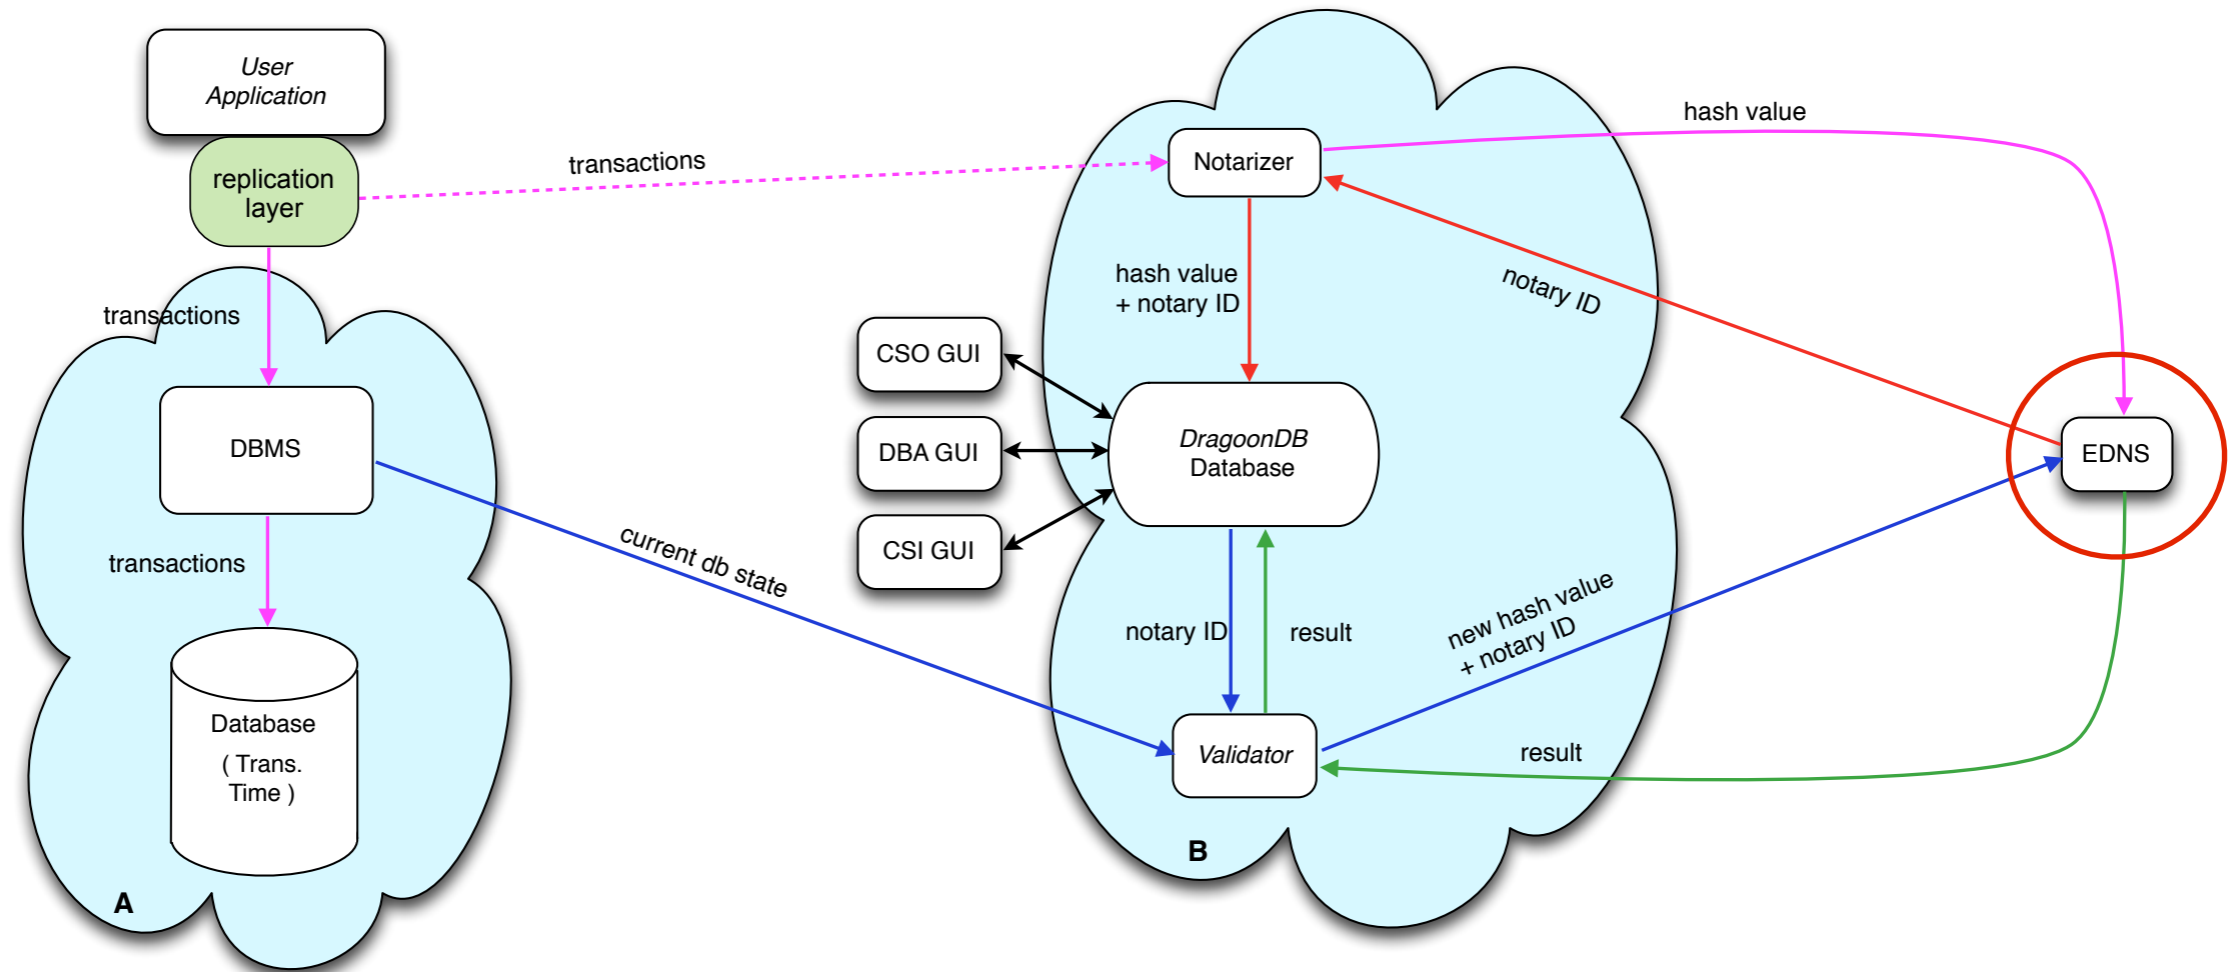 User
Application
replication
layer
transactions
transactions
DBMS
transactions
Database
( Trans.
Time )
A
current db state
Notarizer
hash value
hash value
+ notary ID
notary ID
CSO GUI
DBA GUI
CSI GUI
DragoonDB
Database
EDNS
notary ID
result
new hash value
+ notary ID
Validator
result
B